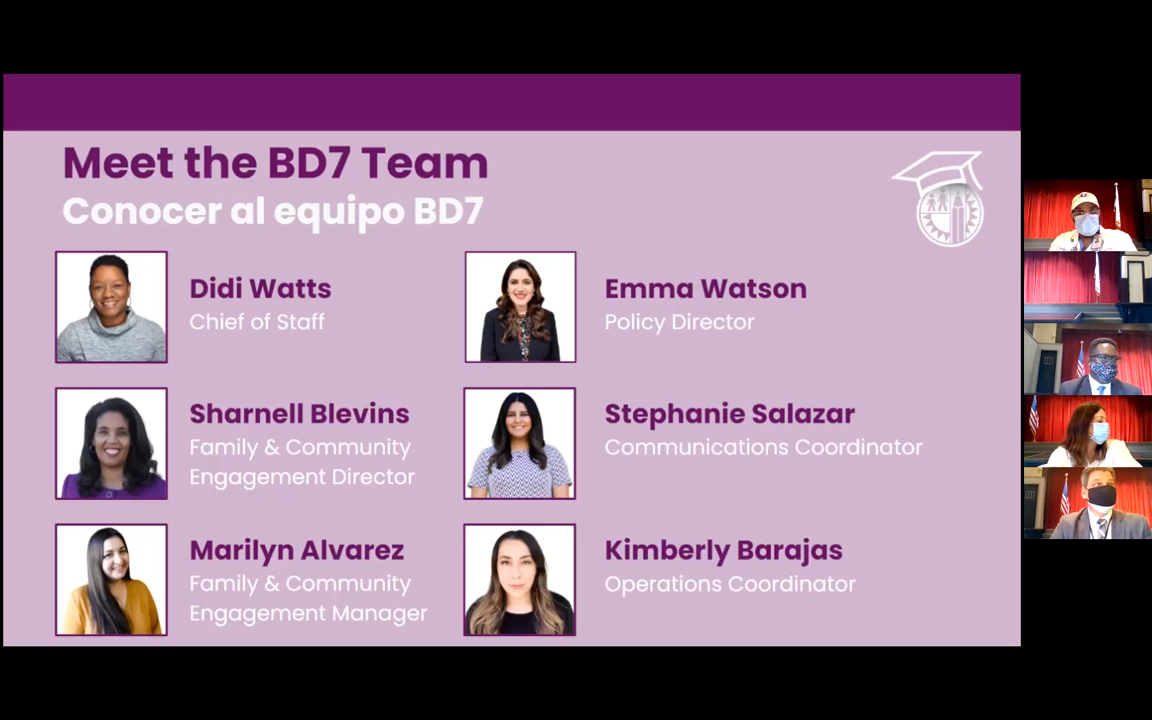 Meet the BD7 Team
Conocer al equipo BD7
Didi Watts
Chief of Staff
Emma Watson
Policy Director
Sharnell Blevins
Family & Community
Engagement Director
Stephanie Salazar
Communications Coordinator
Marilyn Alvarez
Family & Community
Engagement Manager
Kimberly Barajas
Operations Coordinator